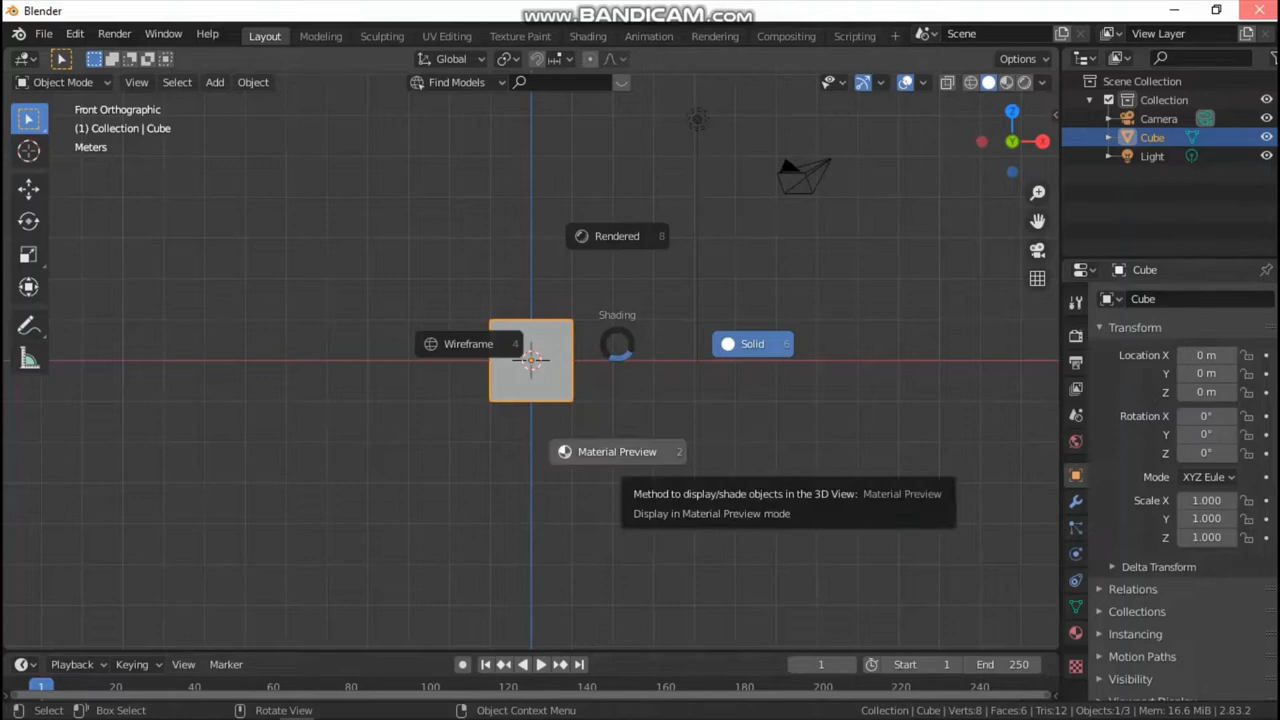 Blender
www.BANDICAM.com
File Edit Render Window Help
Layout Modeling Sculpting UV Editing Texture Paint Shading Animation Rendering Compositing Scripting +
Scene
View Layer
Global
Options
Object Mode View Select Add Object
Find Models
Front Orthographic
(1) Collection | Cube
Meters
Z
Y
X
Scene Collection
Collection
Camera
Cube
Light
Rendered 8
Shading
Wireframe 4
Solid 6
Material Preview 2
Method to display/shade objects in the 3D View: Material Preview
Display in Material Preview mode
Cube
Cube
Transform
Location X 0 m
Y 0 m
Z 0 m
Rotation X 0°
Y 0°
Z 0°
Mode XYZ Eule
Scale X 1.000
Y 1.000
Z 1.000
Delta Transform
Relations
Collections
Instancing
Motion Paths
Visibility
Viewport Display
Playback Keying View Marker
1
Start 1
End 250
1 20 40 60 80 100 120 140 160 180 200 220 240
Select Box Select Rotate View Object Context Menu
Collection | Cube | Verts:8 | Faces:6 | Tris:12 | Objects:1/3 | Mem: 16.6 MiB | 2.83.2